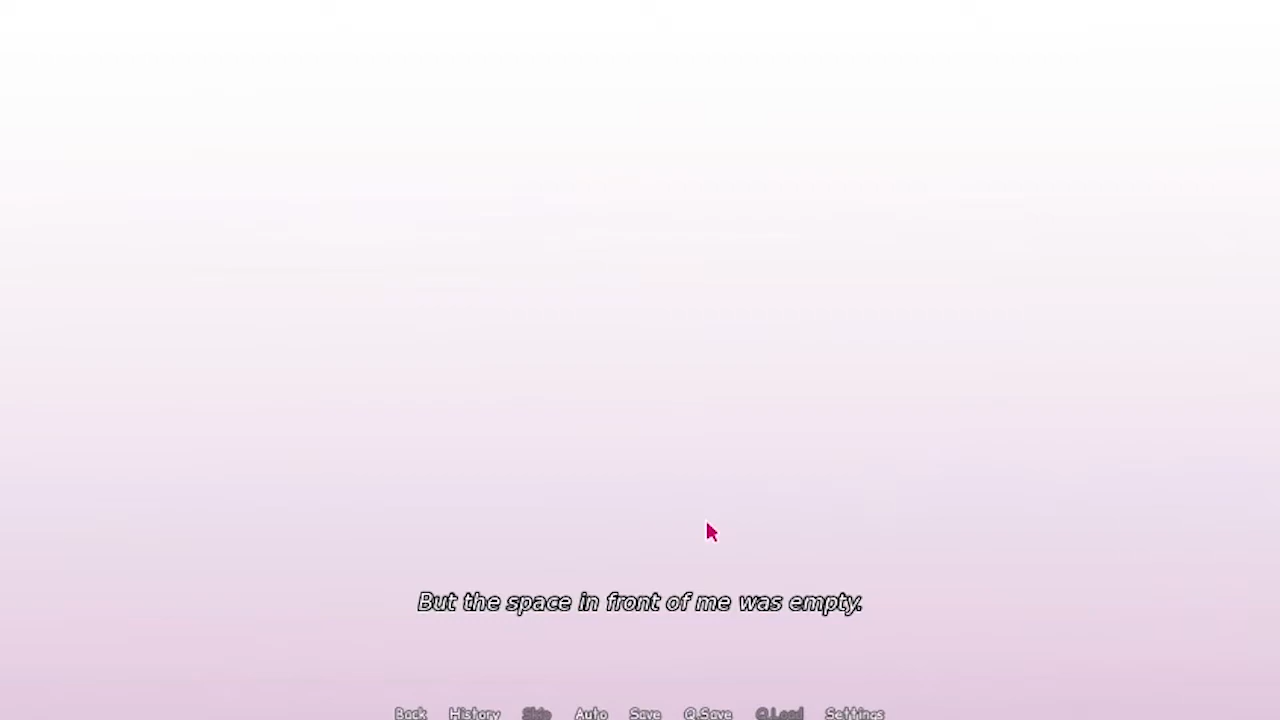 But the space in front of me was empty.
Back History Skip Auto Save Q.Save Q.Load Settings